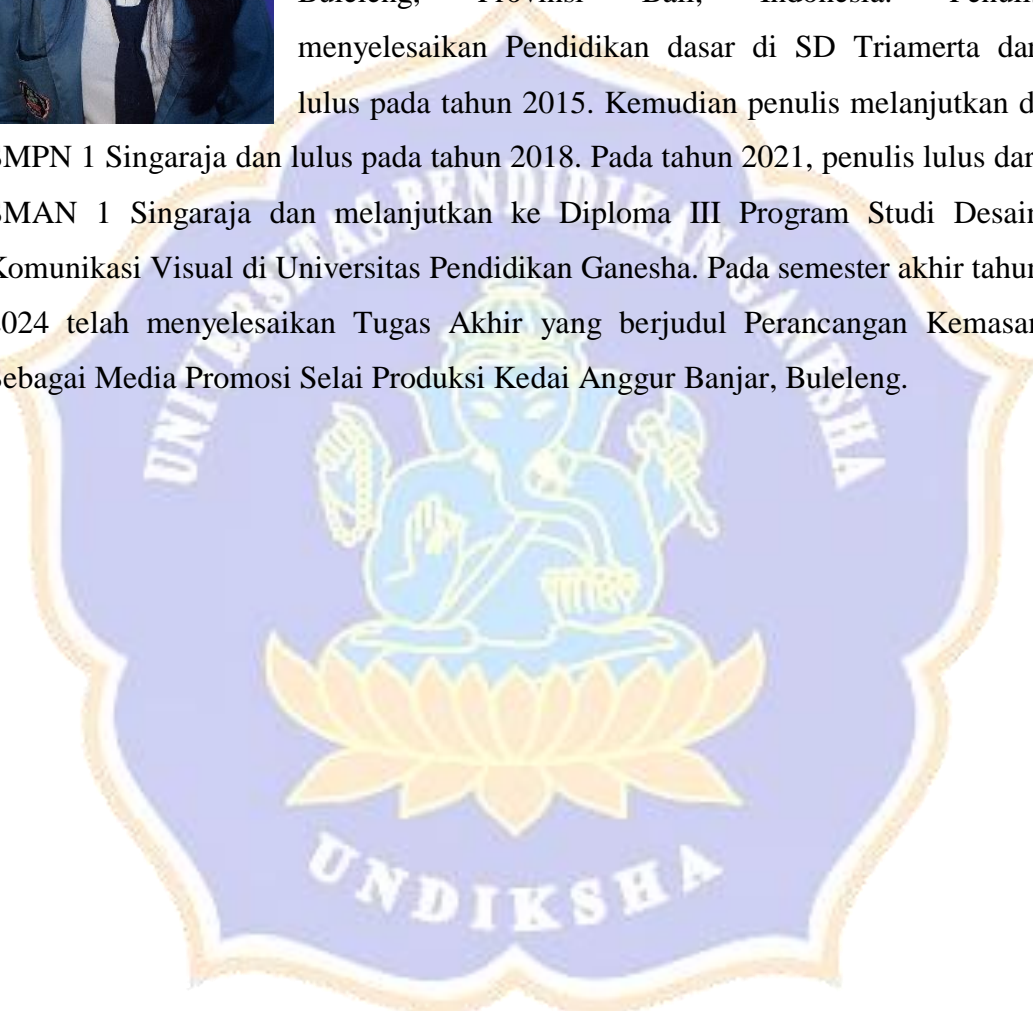 Buleleng, Provinsi Bali, Indonesia. Penulis
menyelesaikan Pendidikan dasar di SD Triamerta dan
lulus pada tahun 2015. Kemudian penulis melanjutkan d
SMPN 1 Singaraja dan lulus pada tahun 2018. Pada tahun 2021, penulis lulus dar
SMAN 1 Singaraja dan melanjutkan ke Diploma III Program Studi Desain
Komunikasi Visual di Universitas Pendidikan Ganesha. Pada semester akhir tahun
2024 telah menyelesaikan Tugas Akhir yang berjudul Perancangan Kemasan
Sebagai Media Promosi Selai Produksi Kedai Anggur Banjar, Buleleng.
UNIVERSITAS PENDIDIKAN GANESHA
UNDIKSHA